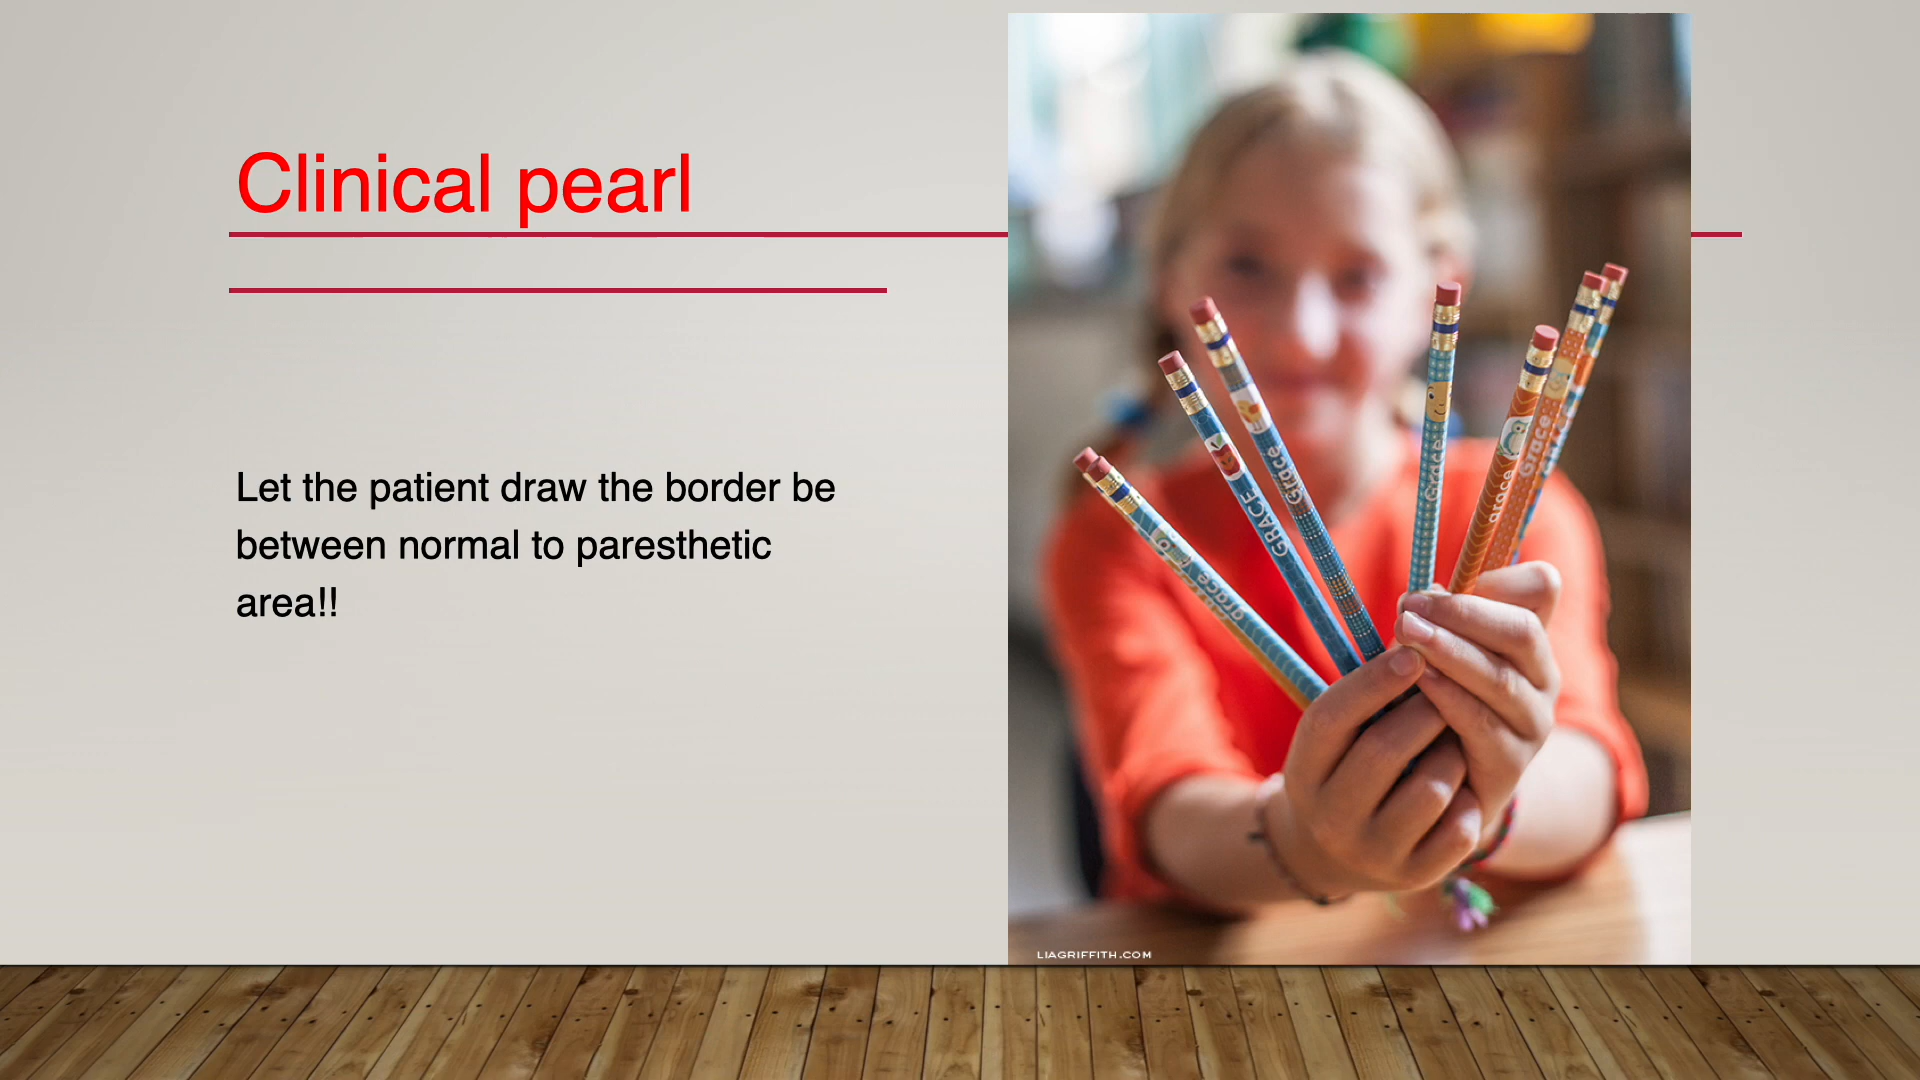 Clinical pearl
Let the patient draw the border be
between normal to paresthetic
area!!
grace
GRACE
Grace
Grace
grace
Grace
LIAGRIFFITH.COM